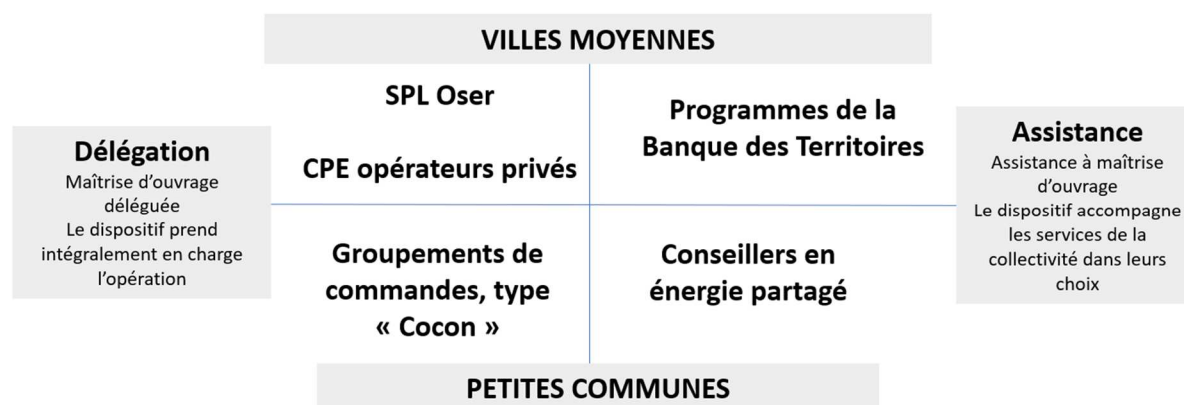 VILLES MOYENNES
SPL Oser
CPE opérateurs privés
Programmes de la
Banque des Territoires
Délégation
Maîtrise d’ouvrage
déléguée
Le dispositif prend
intégralement en charge
l’opération
Assistance
Assistance à maîtrise
d’ouvrage
Le dispositif accompagne
les services de la
collectivité dans leurs
choix
Groupements de
commandes, type
« Cocon »
Conseillers en
énergie partagé
PETITES COMMUNES